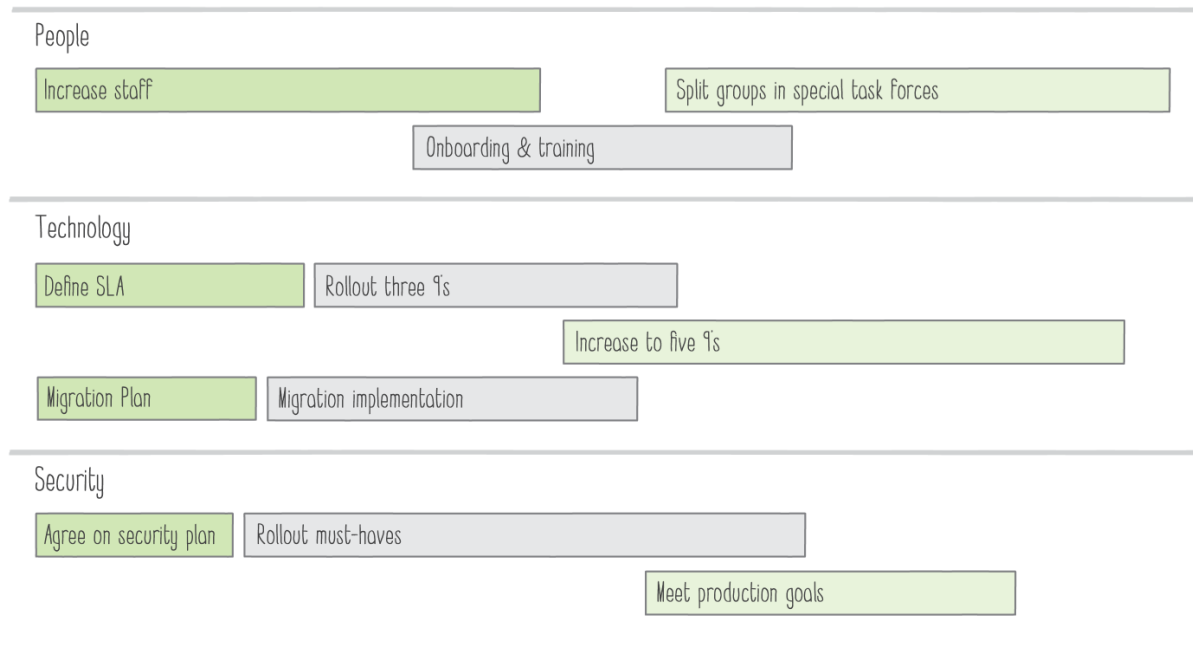 People
Increase staff
Split groups in special task forces
Onboarding & training
Technology
Define SLA
Rollout three 9's
Increase to five 9's
Migration Plan
Migration implementation
Security
Agree on security plan
Rollout must-haves
Meet production goals